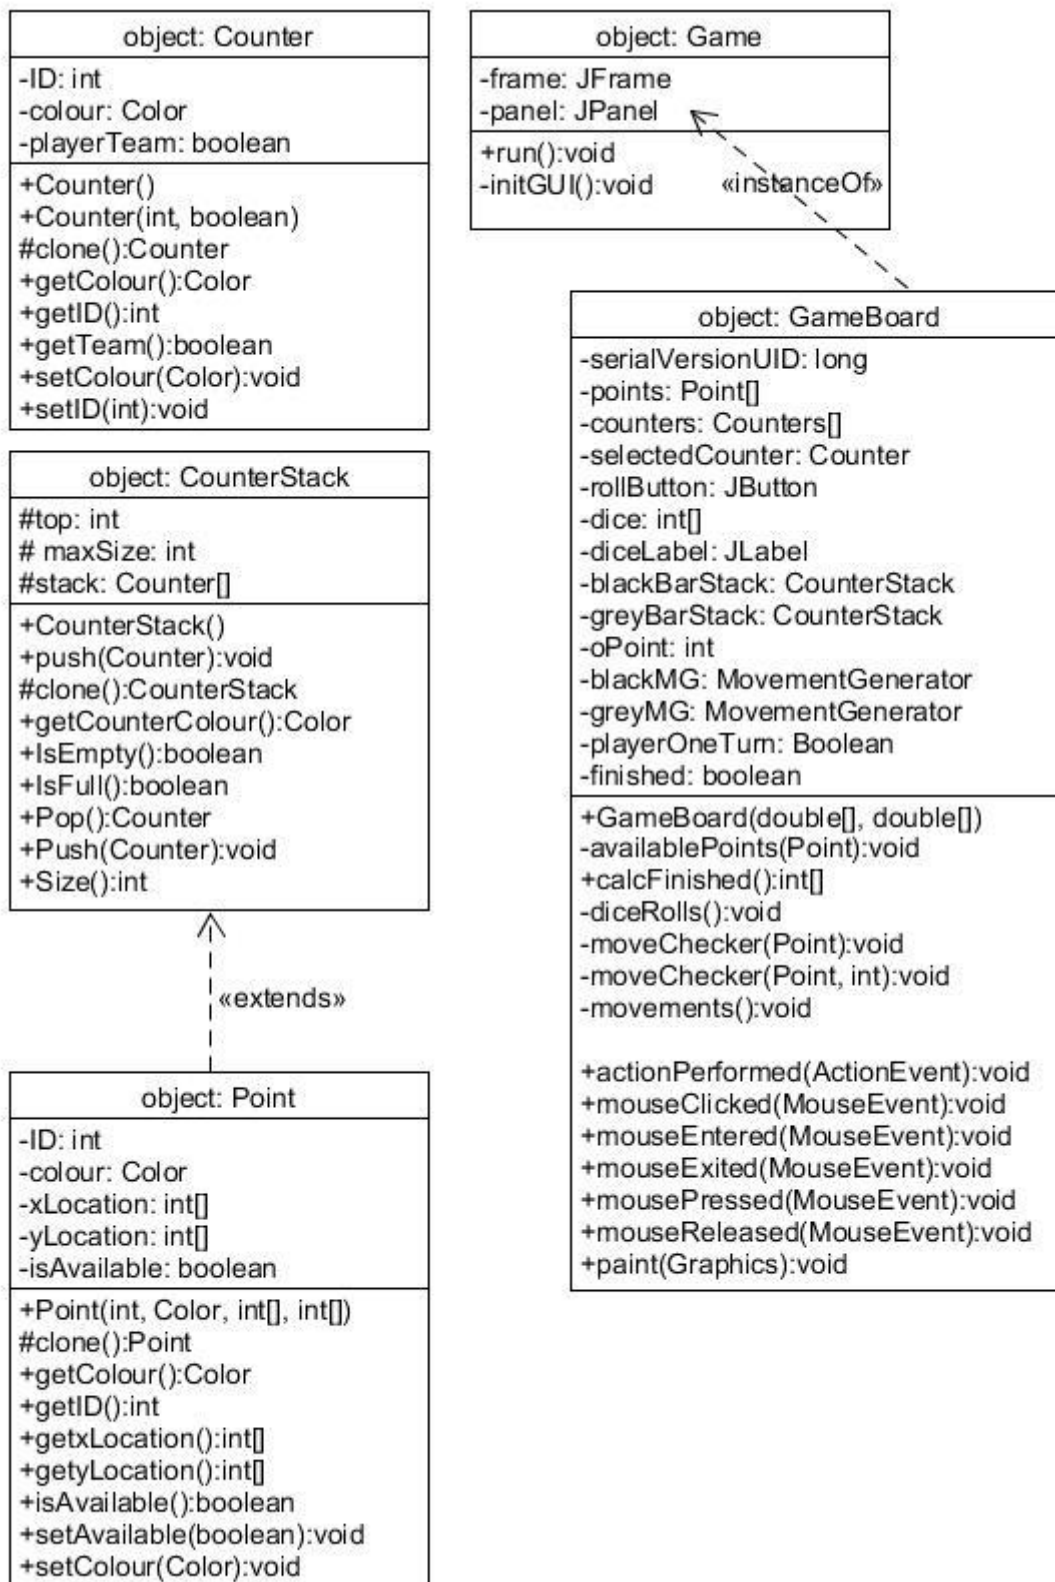 object: Counter
-ID: int
-colour: Color
-playerTeam: boolean
+Counter()
+Counter(int, boolean)
#clone():Counter
+getColour():Color
+getID():int
+getTeam():boolean
+setColour(Color):void
+setID(int):void
object: CounterStack
#top: int
# maxSize: int
#stack: Counter[]
+CounterStack()
+push(Counter):void
#clone():CounterStack
+getCounterColour():Color
+IsEmpty():boolean
+IsFull():boolean
+Pop():Counter
+Push(Counter):void
+Size():int
«extends»
object: Point
-ID: int
-colour: Color
-xLocation: int[]
-yLocation: int[]
-isAvailable: boolean
+Point(int, Color, int[], int[])
#clone():Point
+getColour():Color
+getID():int
+getxLocation():int[]
+getyLocation():int[]
+isAvailable():boolean
+setAvailable(boolean):void
+setColour(Color):void
object: Game
-frame: JFrame
-panel: JPanel
+run():void
-initGUI():void
«instanceOf»
object: GameBoard
-serialVersionUID: long
-points: Point[]
-counters: Counters[]
-selectedCounter: Counter
-rollButton: JButton
-dice: int[]
-diceLabel: JLabel
-blackBarStack: CounterStack
-greyBarStack: CounterStack
-oPoint: int
-blackMG: MovementGenerator
-greyMG: MovementGenerator
-playerOneTurn: Boolean
-finished: boolean
+GameBoard(double[], double[])
-availablePoints(Point):void
+calcFinished():int[]
-diceRolls():void
-moveChecker(Point):void
-moveChecker(Point, int):void
-movements():void
+actionPerformed(ActionEvent):void
+mouseClicked(MouseEvent):void
+mouseEntered(MouseEvent):void
+mouseExited(MouseEvent):void
+mousePressed(MouseEvent):void
+mouseReleased(MouseEvent):void
+paint(Graphics):void